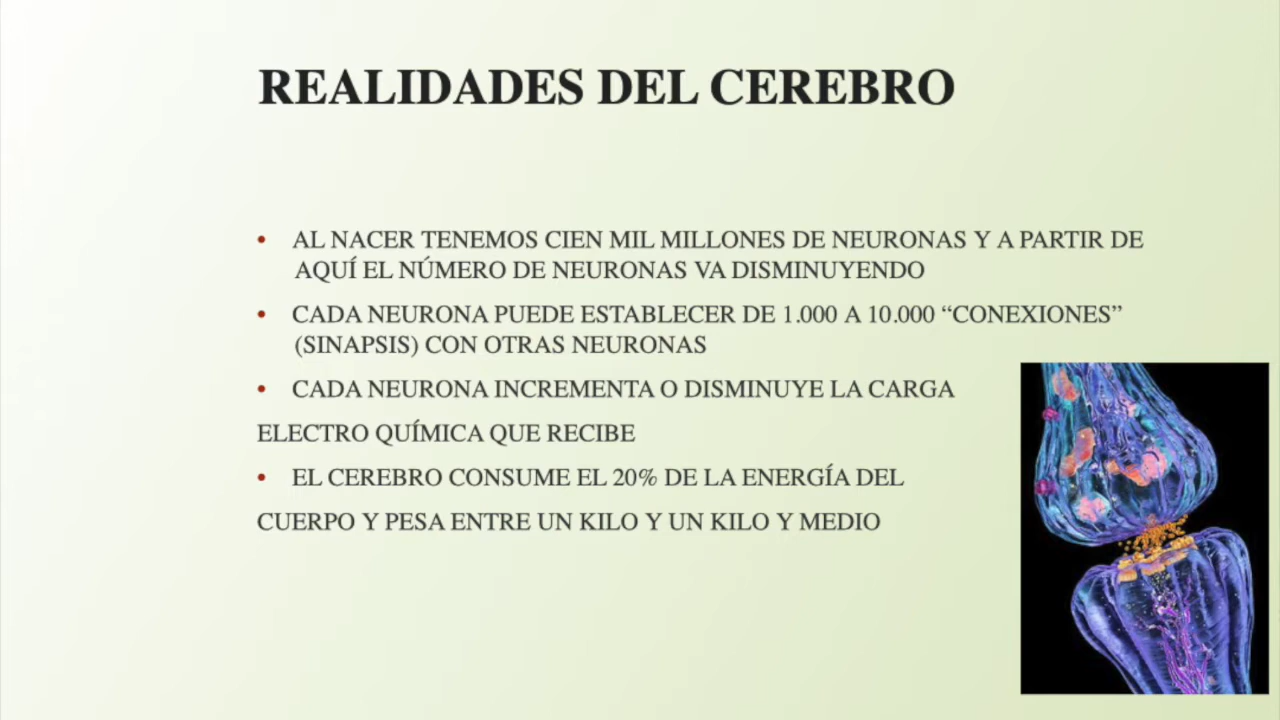 REALIDADES DEL CEREBRO
• AL NACER TENEMOS CIEN MIL MILLONES DE NEURONAS Y A PARTIR DE
AQUÍ EL NÚMERO DE NEURONAS VA DISMINUYENDO
• CADA NEURONA PUEDE ESTABLECER DE 1.000 A 10.000 “CONEXIONES”
(SINAPSIS) CON OTRAS NEURONAS
• CADA NEURONA INCREMENTA O DISMINUYE LA CARGA
ELECTRO QUÍMICA QUE RECIBE
• EL CEREBRO CONSUME EL 20% DE LA ENERGÍA DEL
CUERPO Y PESA ENTRE UN KILO Y UN KILO Y MEDIO